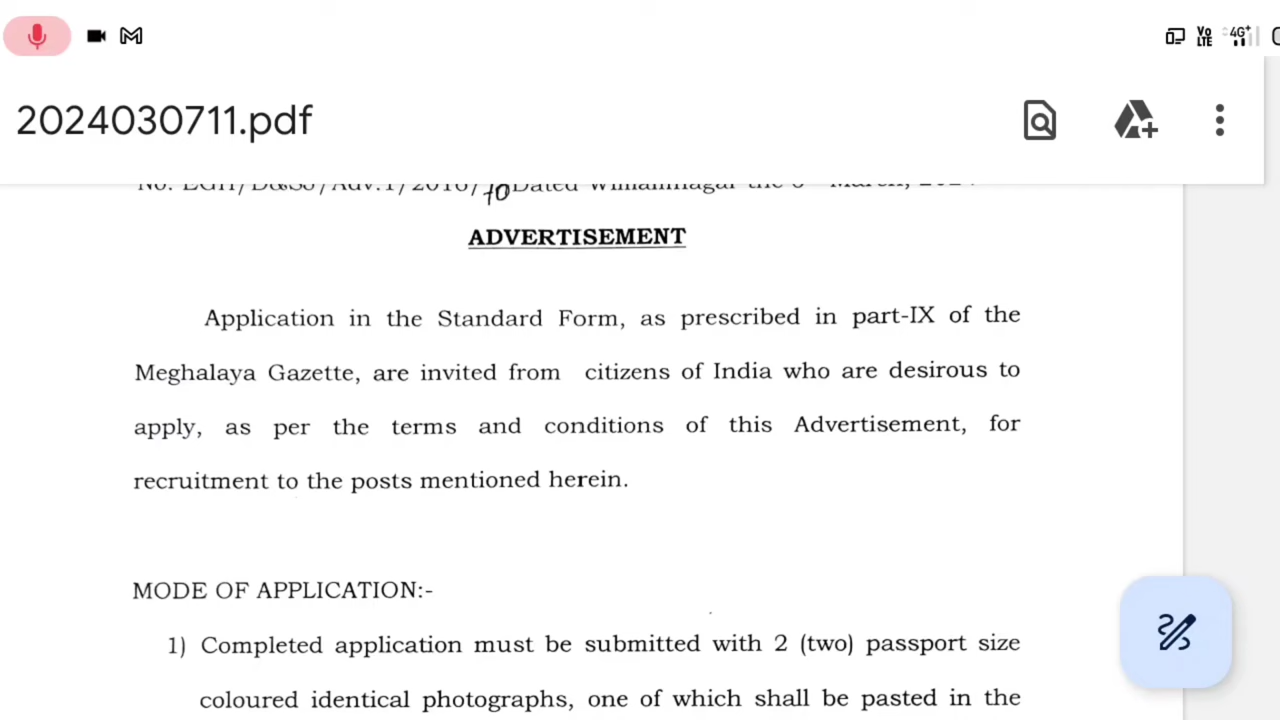 Vo
LTE
4G+
2024030711.pdf
ADVERTISEMENT
Application in the Standard Form, as prescribed in part-IX of the
Meghalaya Gazette, are invited from citizens of India who are desirous to
apply, as per the terms and conditions of this Advertisement, for
recruitment to the posts mentioned herein.
MODE OF APPLICATION:-
1) Completed application must be submitted with 2 (two) passport size
coloured identical photographs, one of which shall be pasted in the